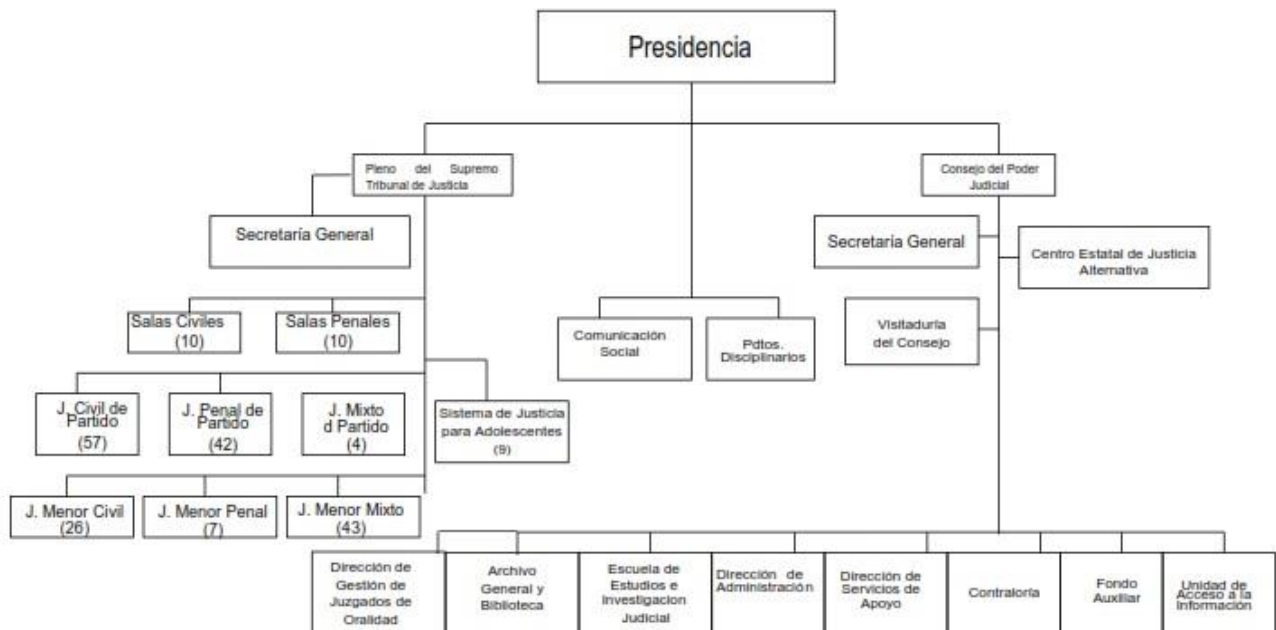 Presidencia
Pleno del Supremo
Tribunal de Justicia
Consejo del Poder
Judicial
Secretaría General
Secretaría General
Centro Estatal de Justicia
Alternativa
Salas Civiles
(10)
Salas Penales
(10)
Comunicación
Social
Pdtos.
Disciplinarios
Visitaduría
del Consejo
J. Civil de
Partido
(57)
J. Penal de
Partido
(42)
J. Mixto
d Partido
(4)
Sistema de Justicia
para Adolescentes
(9)
J. Menor Civil
(26)
J. Menor Penal
(7)
J. Menor Mixto
(43)
Dirección de
Gestión de
Juzgados de
Oralidad
Archivo
General y
Biblioteca
Escuela de
Estudios e
Investigacion
Judicial
Dirección de
Administración
Dirección de
Servicios de
Apoyo
Contraloría
Fondo
Auxiliar
Unidad de
Acceso a la
Información